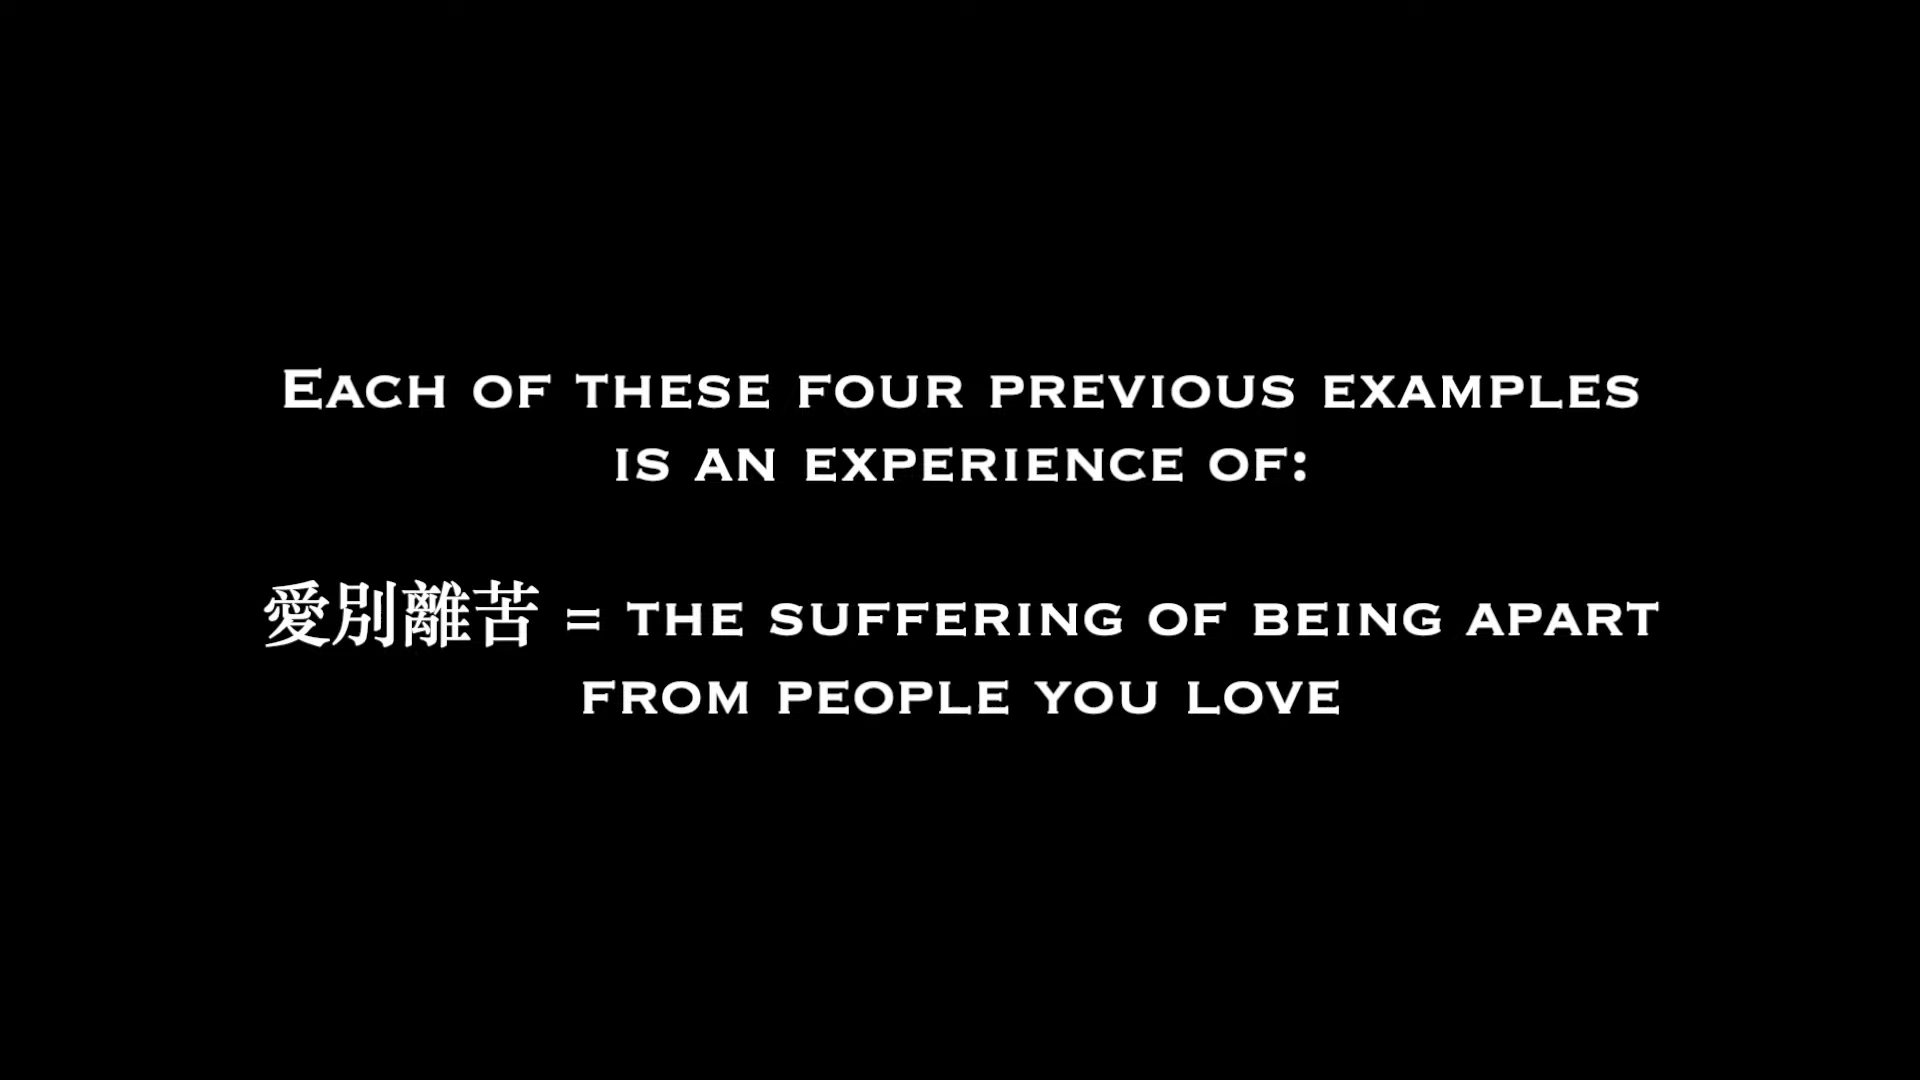 Each of these four previous examples
is an experience of:
愛別離苦 = the suffering of being apart
from people you love